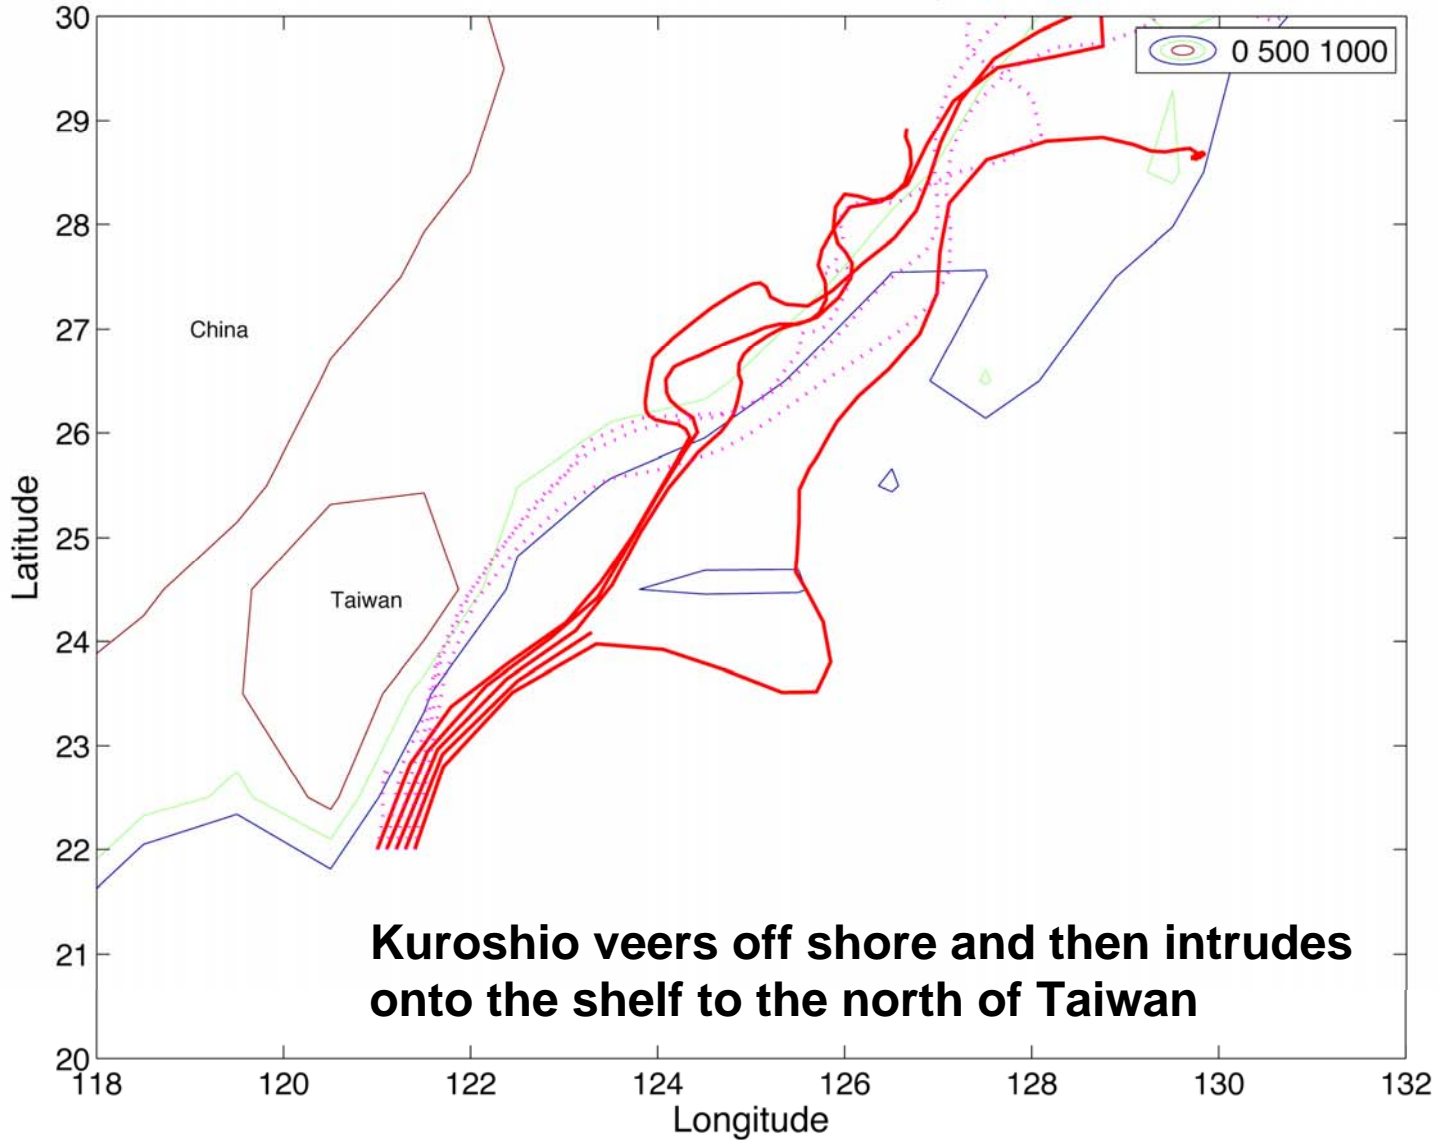 30
29
28
27
26
25
24
23
22
21
20
Latitude
0 500 1000
China
Taiwan
Kuroshio veers off shore and then intrudes
onto the shelf to the north of Taiwan
118 120 122 124 126 128 130 132
Longitude